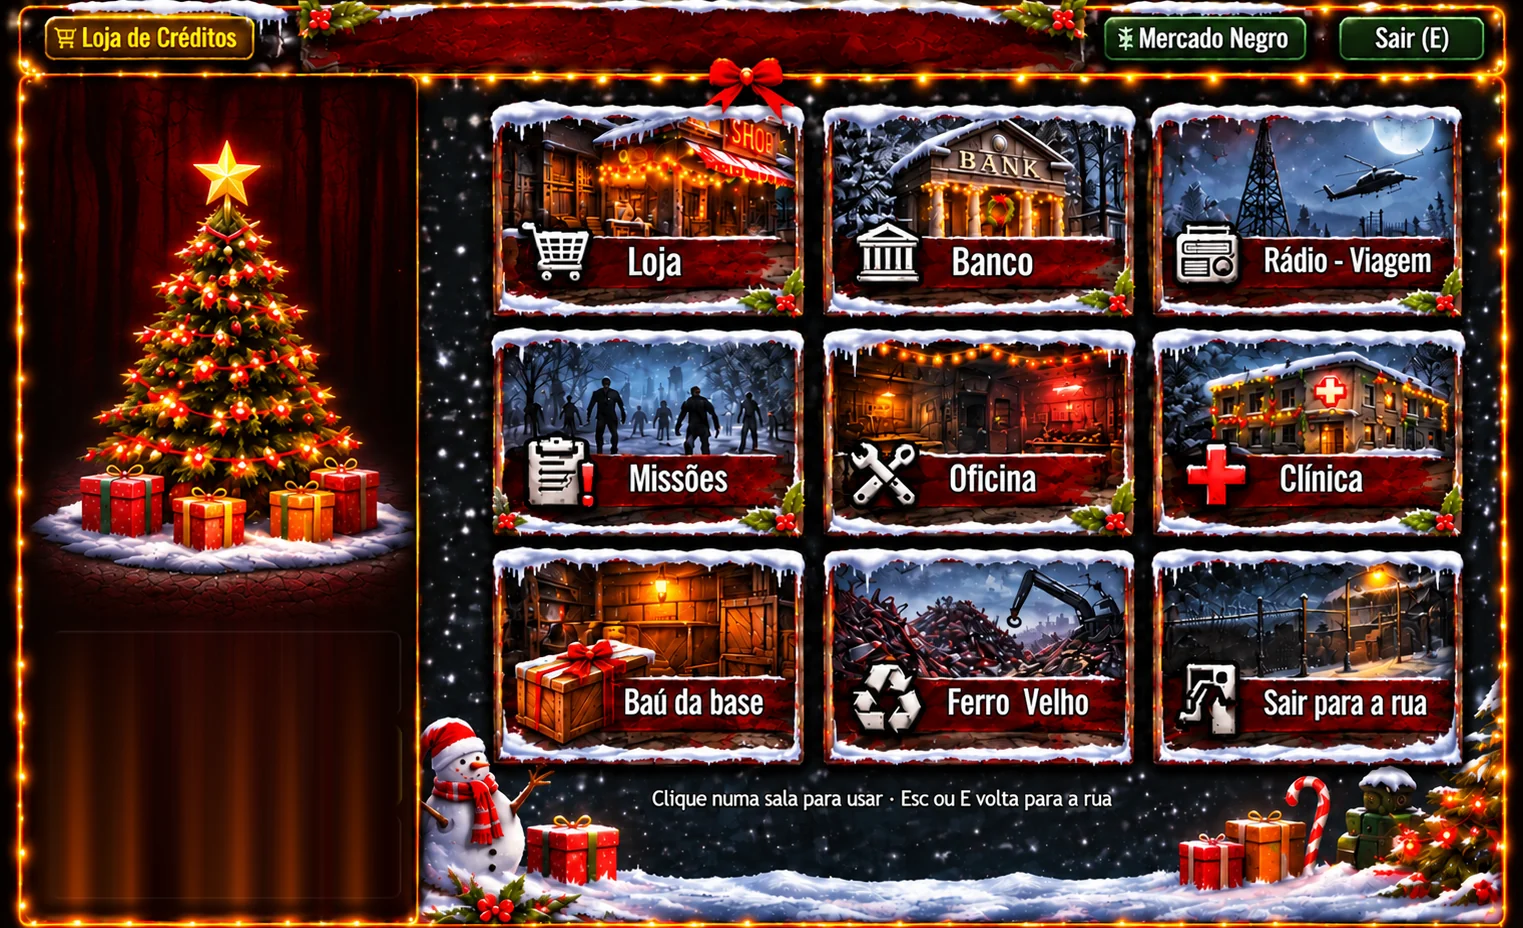 Loja de Créditos
Mercado Negro
Sair (E)
SHOB
BANK
Loja
Banco
Rádio - Viagem
Missões
Oficina
Clínica
Baú da base
Ferro Velho
Sair para a rua
Clique numa sala para usar · Esc ou E volta para a rua